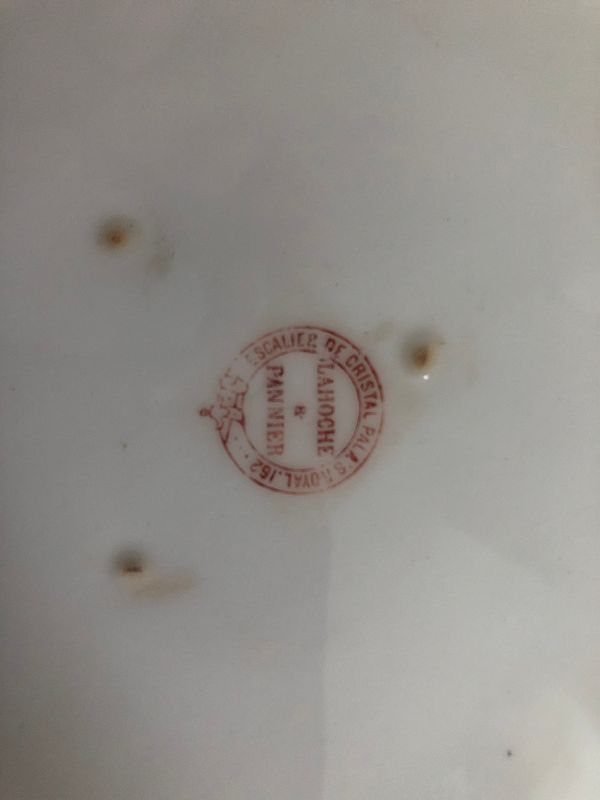 ESCALIER DE CRISTAL PALAIS ROYAL. 162
LAHOCHE
&
PANNIER